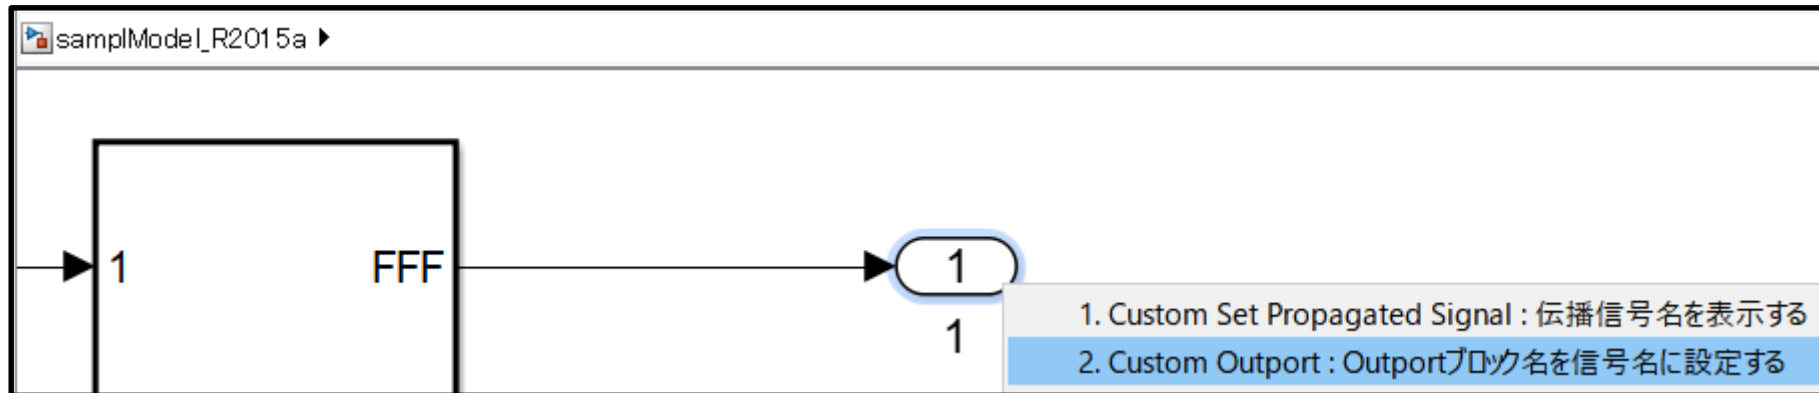 samplModel_R2015a
1 FFF 1
1
1. Custom Set Propagated Signal : 伝播信号名を表示する
2. Custom Outport : Outportブロック名を信号名に設定する